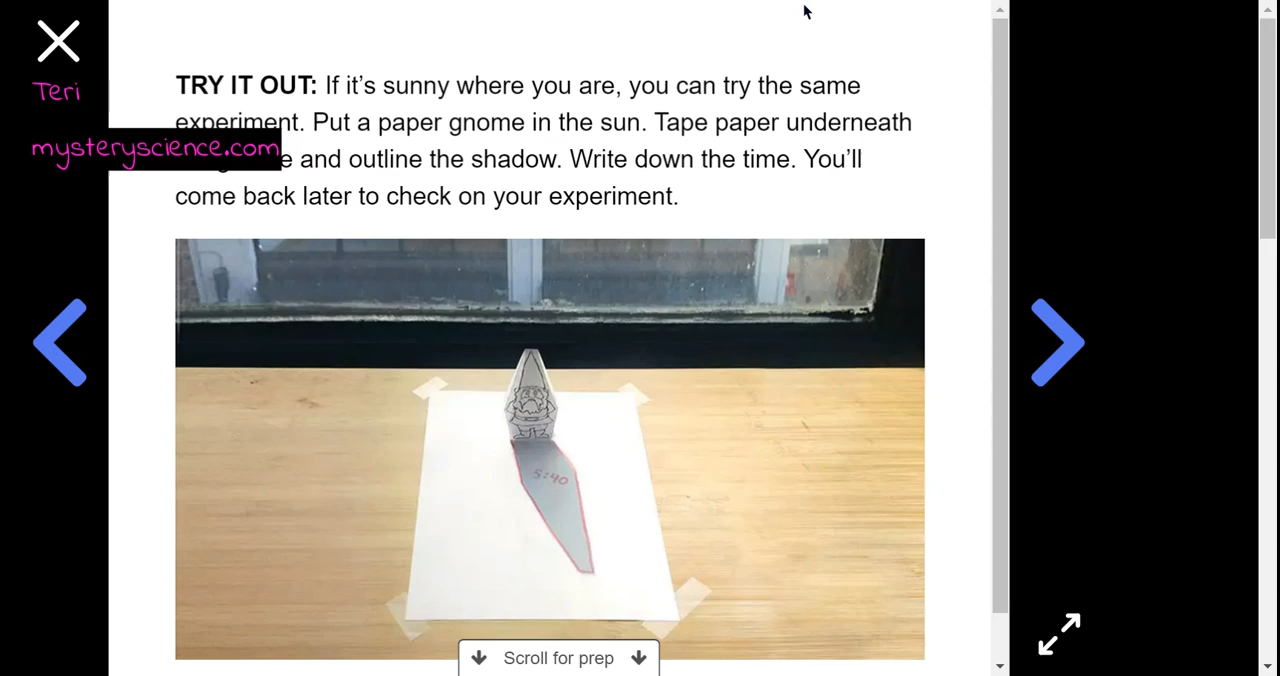 Teri
mysteryscience.com
TRY IT OUT: If it’s sunny where you are, you can try the same
experiment. Put a paper gnome in the sun. Tape paper underneath
and outline the shadow. Write down the time. You’ll
come back later to check on your experiment.
5:40
Scroll for prep